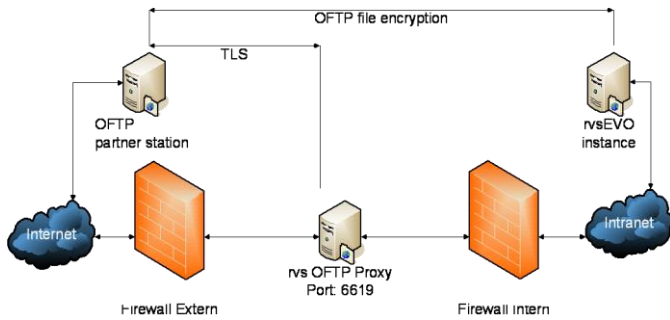 OFTP file encryption
TLS
OFTP
partner station
rvsEVO
instance
Internet
Intranet
rvs OFTP Proxy
Port: 6619
Firewall Extern
Firewall Intern